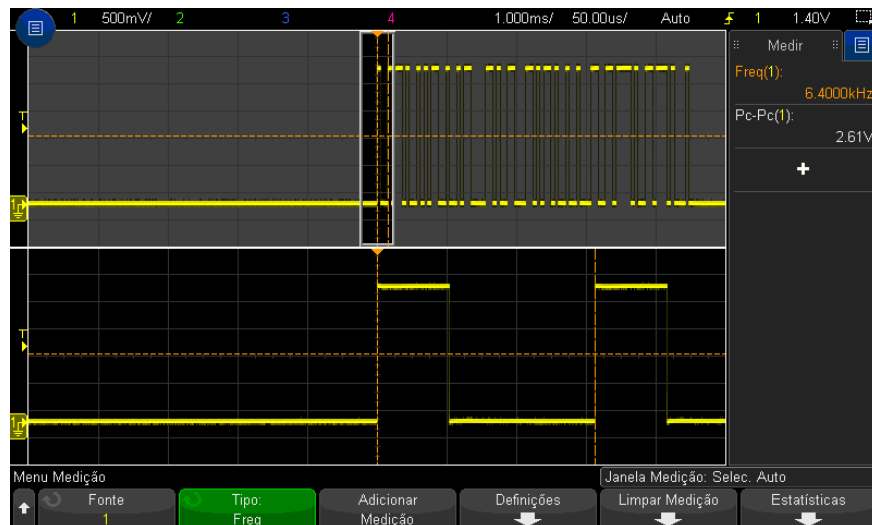 1 500mV/ 2 3 4 1.000ms/ 50.00us/ Auto 1 1.40V
Medir
Freq(1):
6.4000kHz
Pc-Pc(1):
2.61V
+
T
1
T
1
Menu Medição
Janela Medição: Selec. Auto
Fonte
1
Tipo:
Freq
Adicionar
Medição
Definições
Limpar Medição
Estatísticas